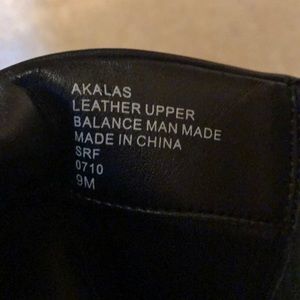 AKALAS
LEATHER UPPER
BALANCE MAN MADE
MADE IN CHINA
SRF
0710
9M